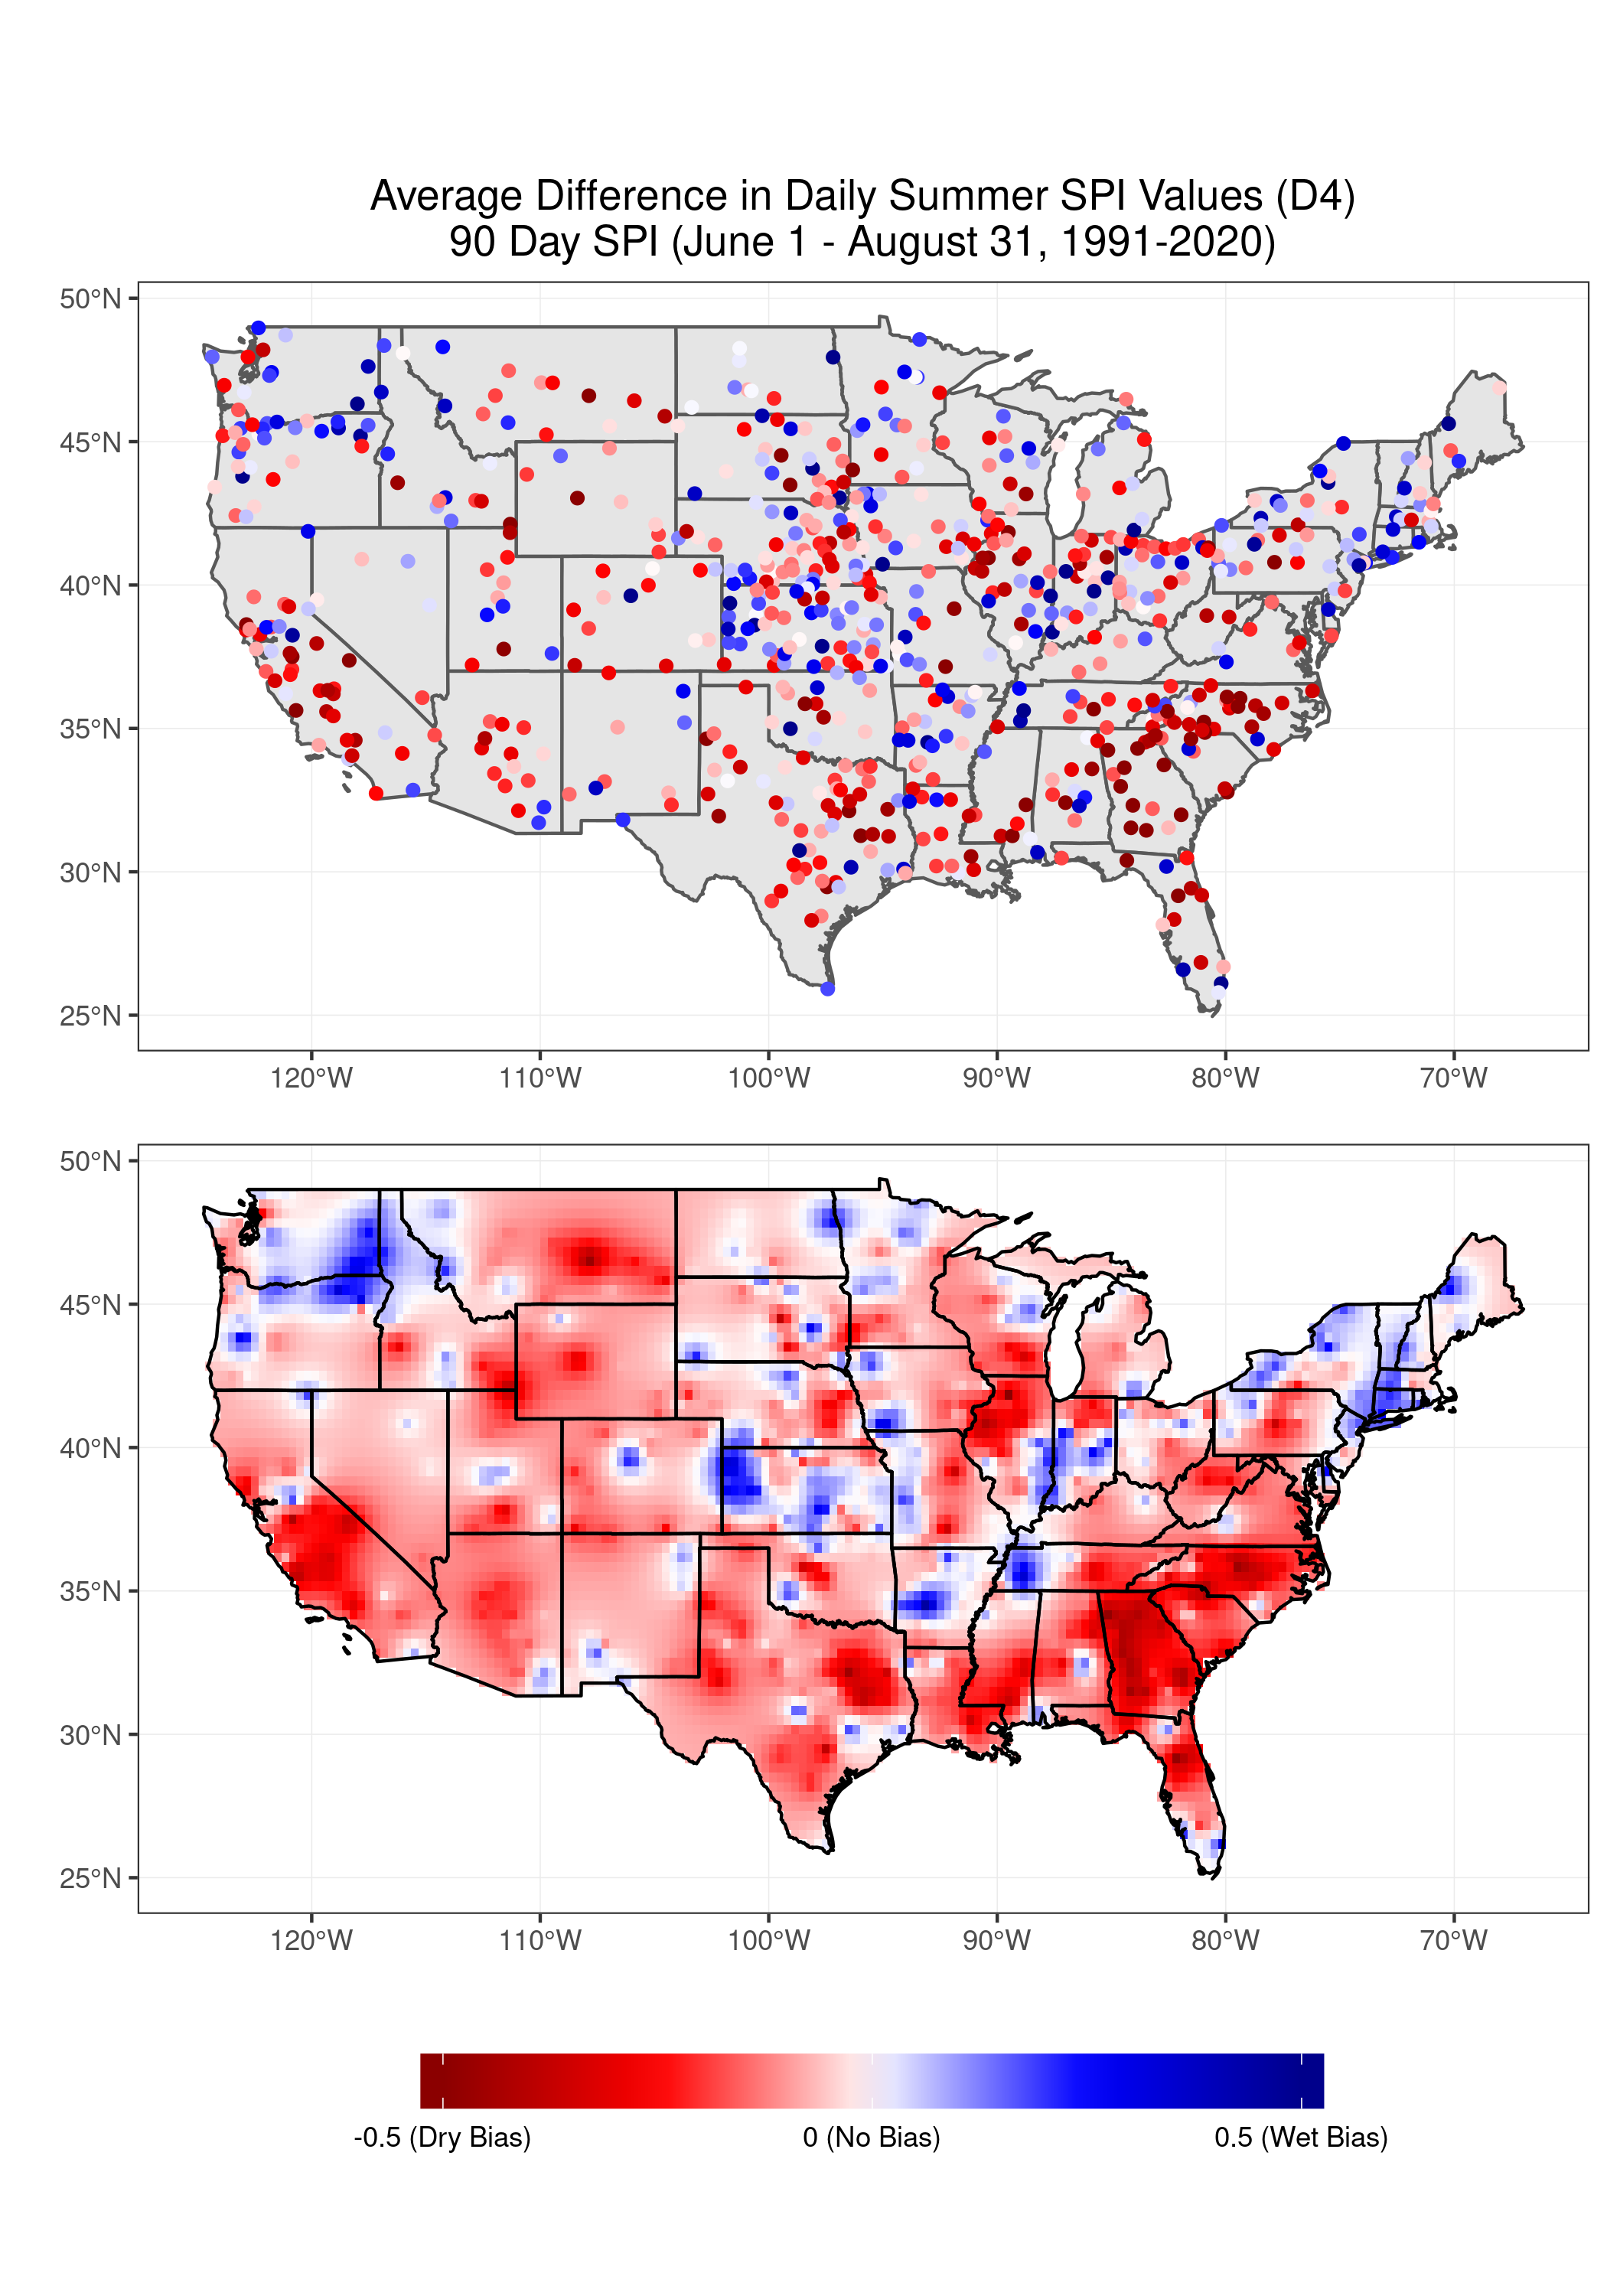 Average Difference in Daily Summer SPI Values (D4)
90 Day SPI (June 1 - August 31, 1991-2020)
50°N
45°N
40°N
35°N
30°N
25°N
120°W 110°W 100°W 90°W 80°W 70°W
50°N
45°N
40°N
35°N
30°N
25°N
120°W 110°W 100°W 90°W 80°W 70°W
-0.5 (Dry Bias) 0 (No Bias) 0.5 (Wet Bias)